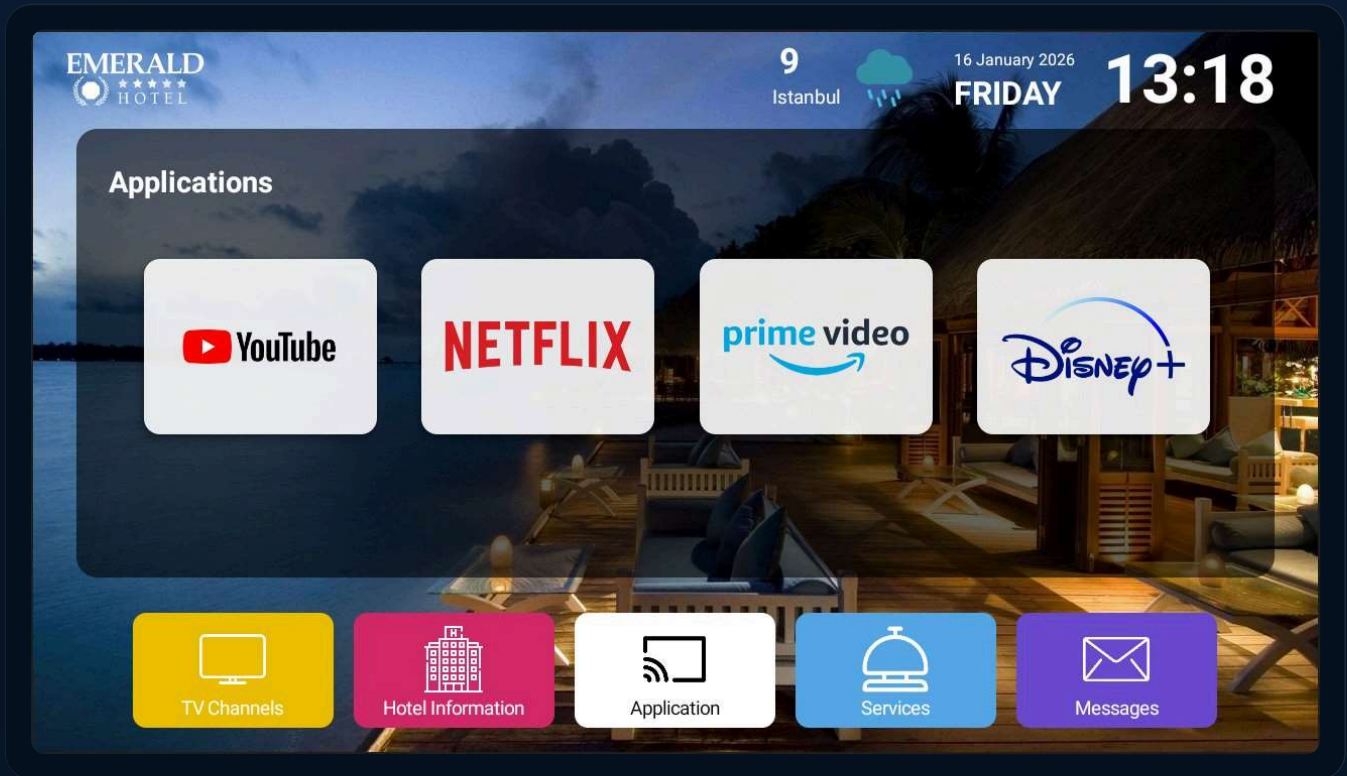 EMERALD
HOTEL
9
Istanbul
16 January 2026
FRIDAY
13:18
Applications
YouTube
NETFLIX
prime video
Disney+
TV Channels
H
Hotel Information
Application
Services
Messages